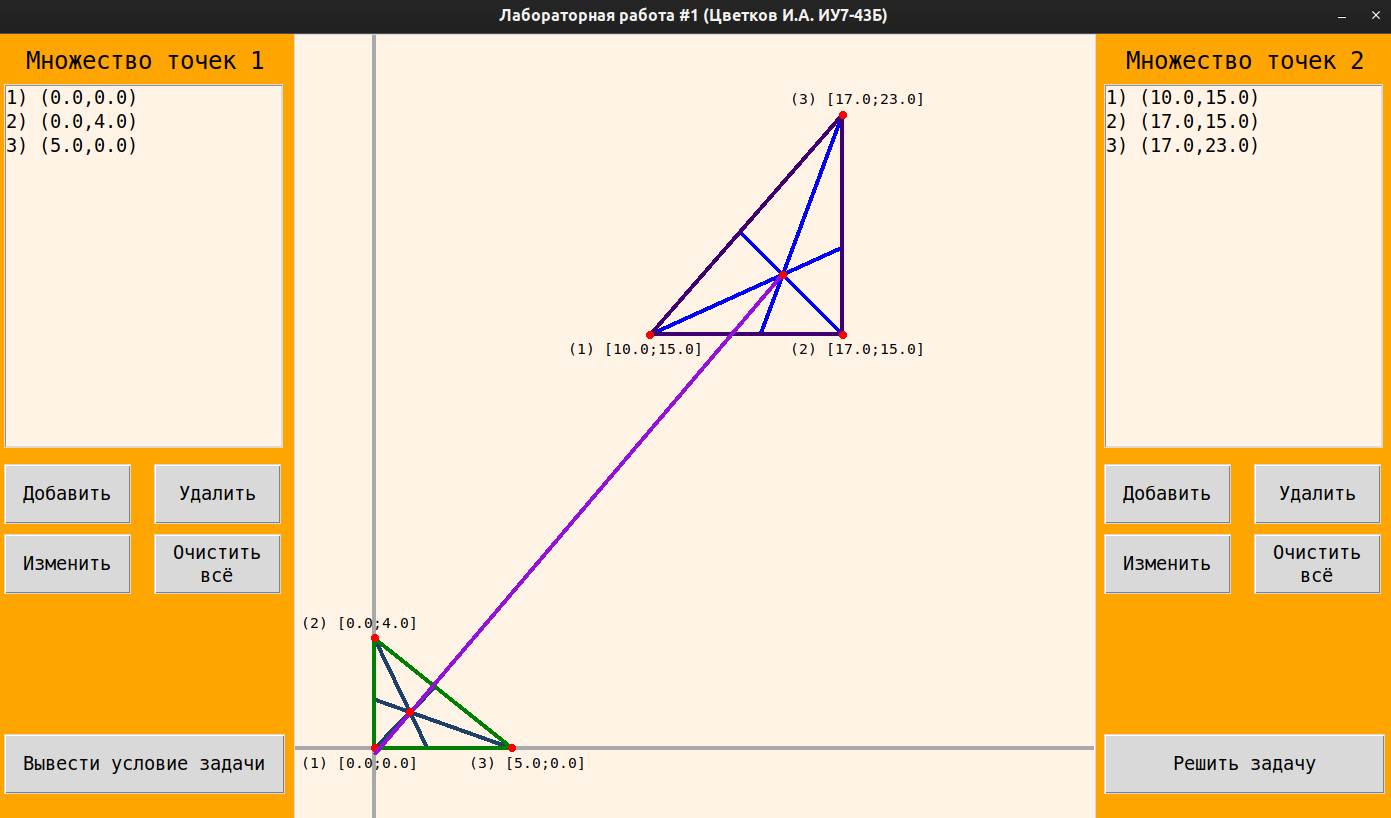 Лабораторная работа #1 (Цветков И.А. ИУ7-43Б)
Множество точек 1
1) (0.0,0.0)
2) (0.0,4.0)
3) (5.0,0.0)
Добавить
Удалить
Изменить
Очистить
всё
Вывести условие задачи
(3) [17.0;23.0]
(1) [10.0;15.0]
(2) [17.0;15.0]
(2) [0.0;4.0]
(1) [0.0;0.0]
(3) [5.0;0.0]
Множество точек 2
1) (10.0,15.0)
2) (17.0,15.0)
3) (17.0,23.0)
Добавить
Удалить
Изменить
Очистить
всё
Решить задачу